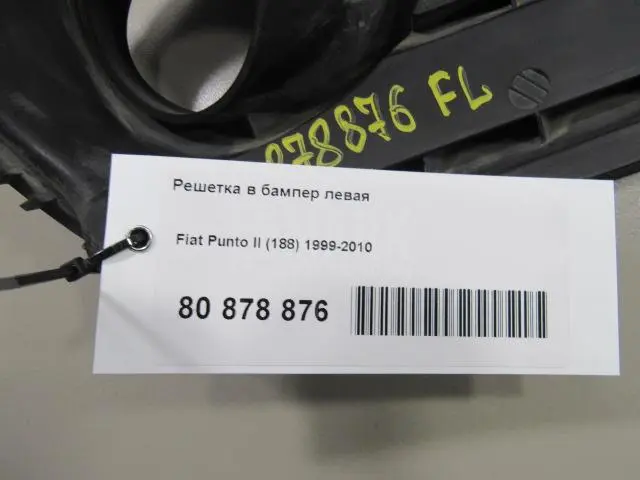 878876 FL
Решетка в бампер левая
Fiat Punto II (188) 1999-2010
80 878 876